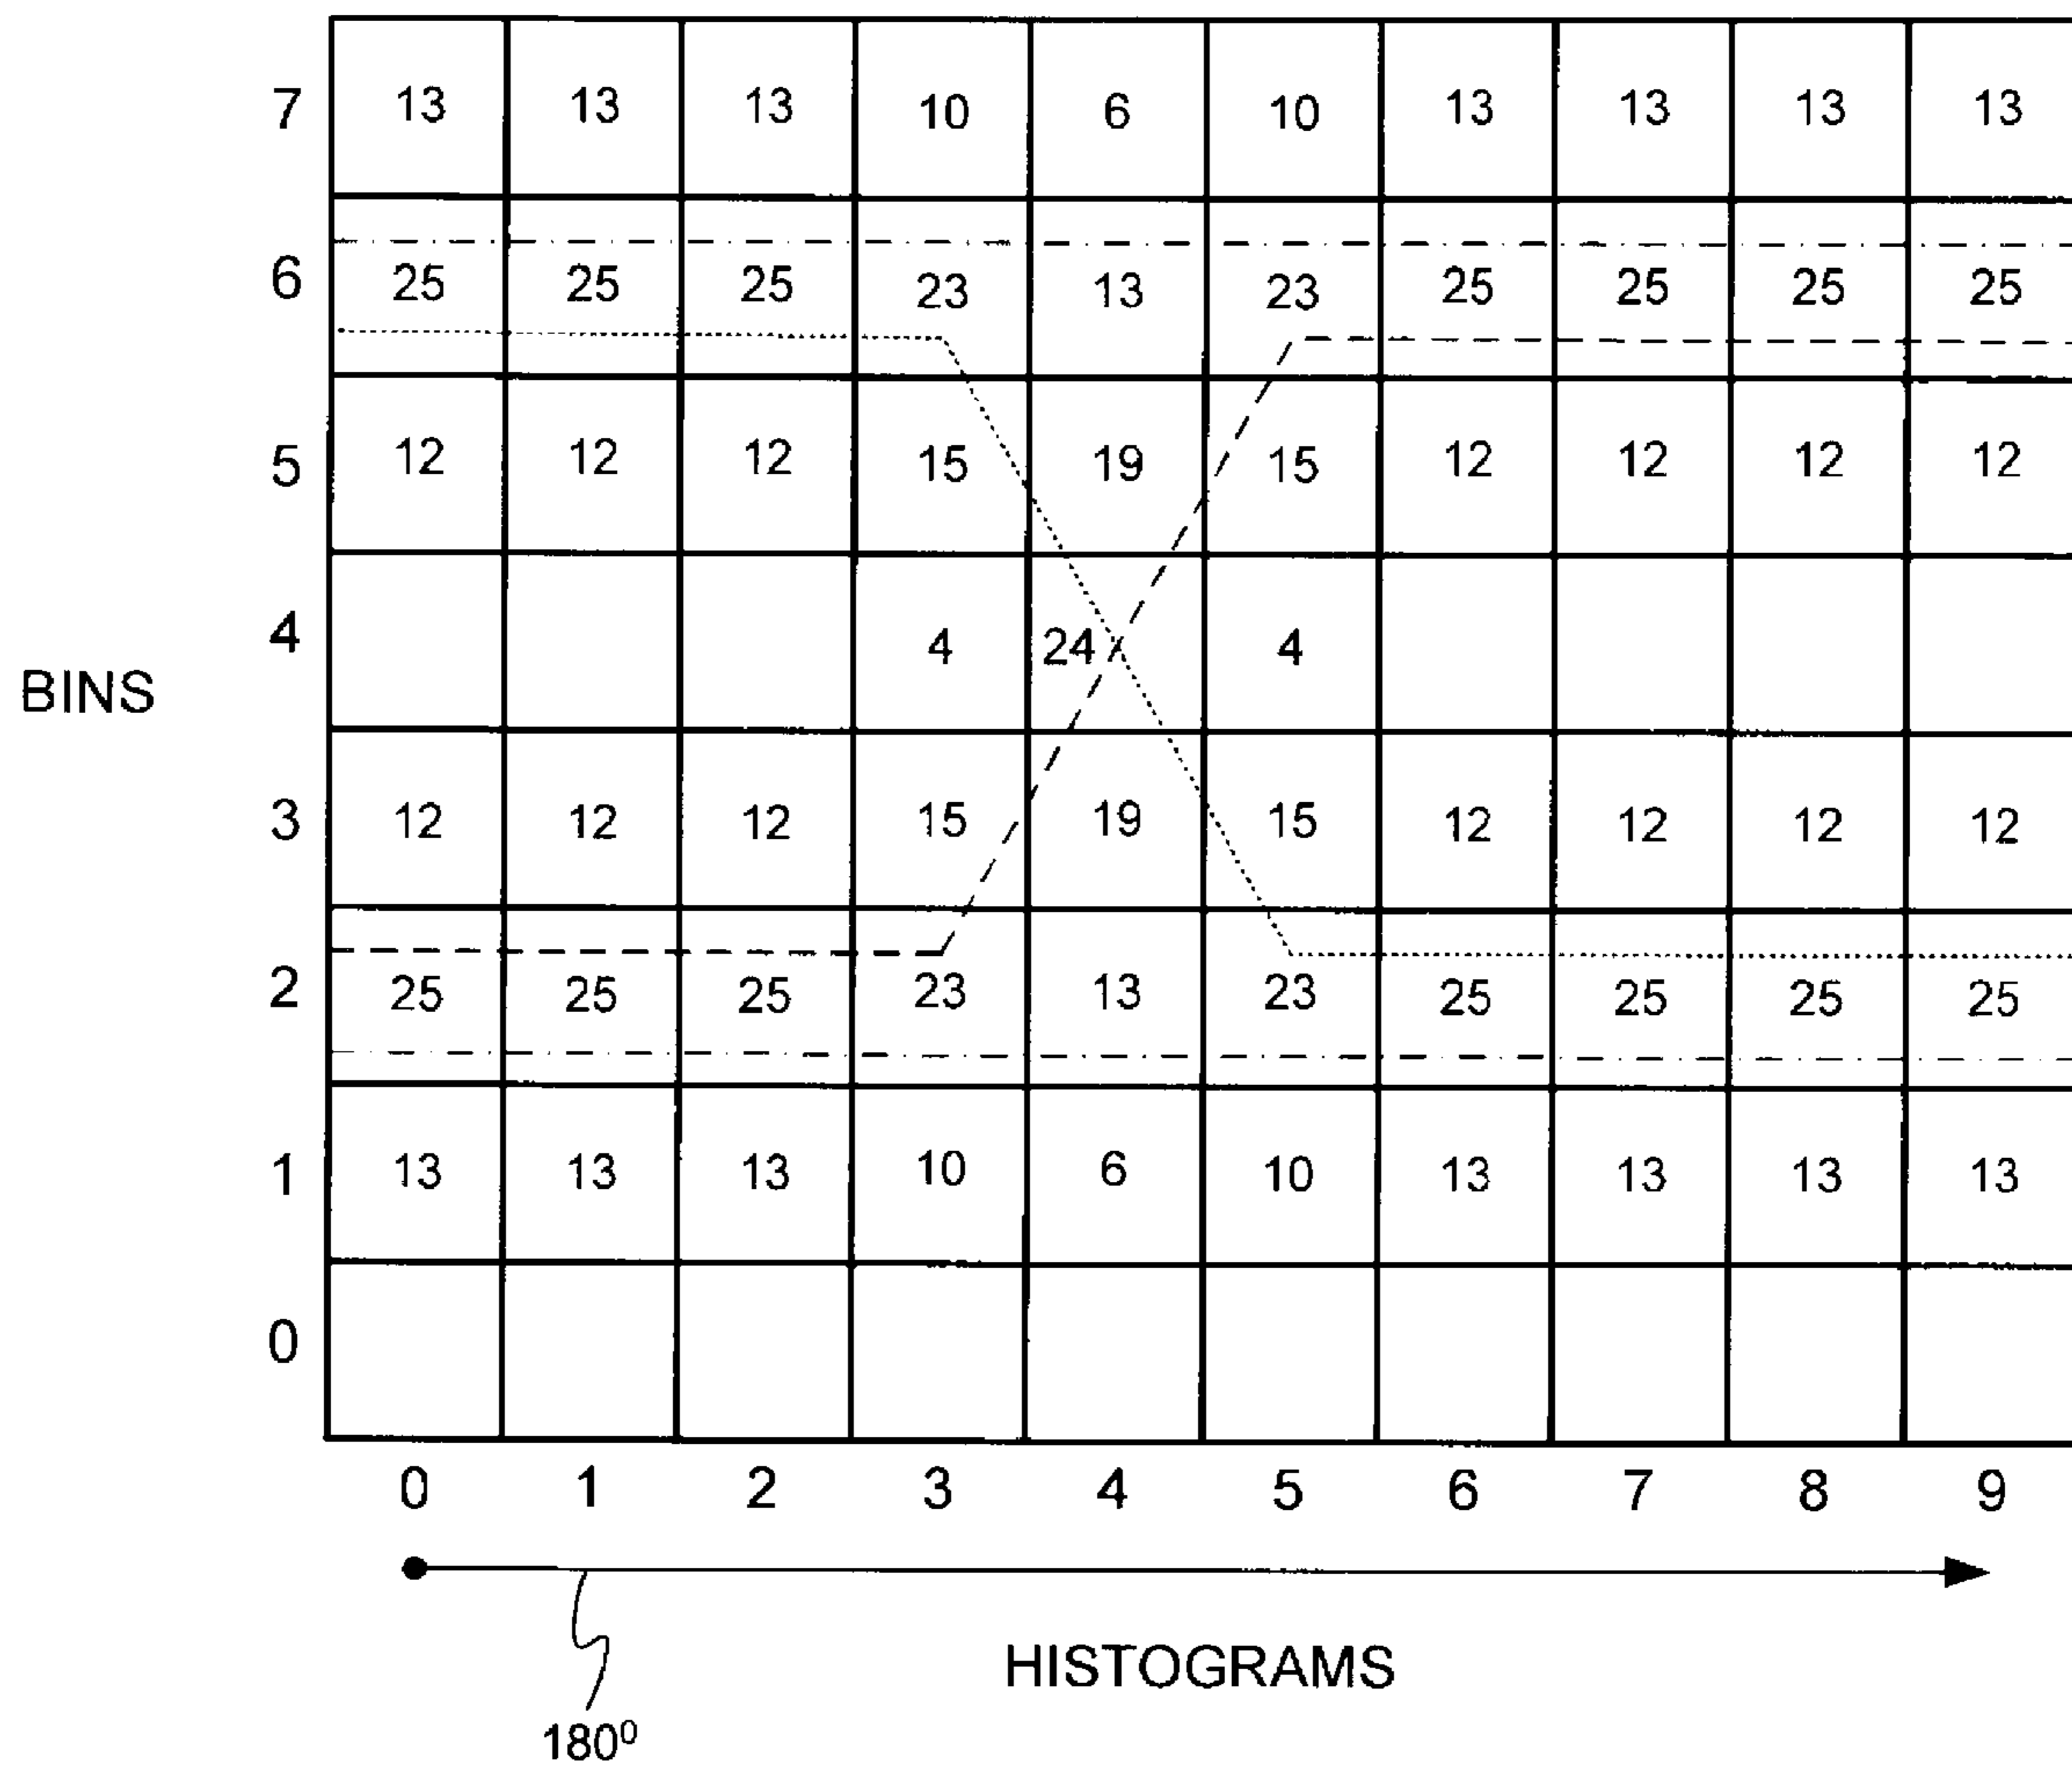 7 13 13 13 10 6 10 13 13 13 13
6 25 25 25 23 13 23 25 25 25 25
5 12 12 12 15 19 15 12 12 12 12
4 4 24 4
BINS
3 12 12 12 15 19 15 12 12 12 12
2 25 25 25 23 13 23 25 25 25 25
1 13 13 13 10 6 10 13 13 13 13
0
0 1 2 3 4 5 6 7 8 9
HISTOGRAMS
180⁰